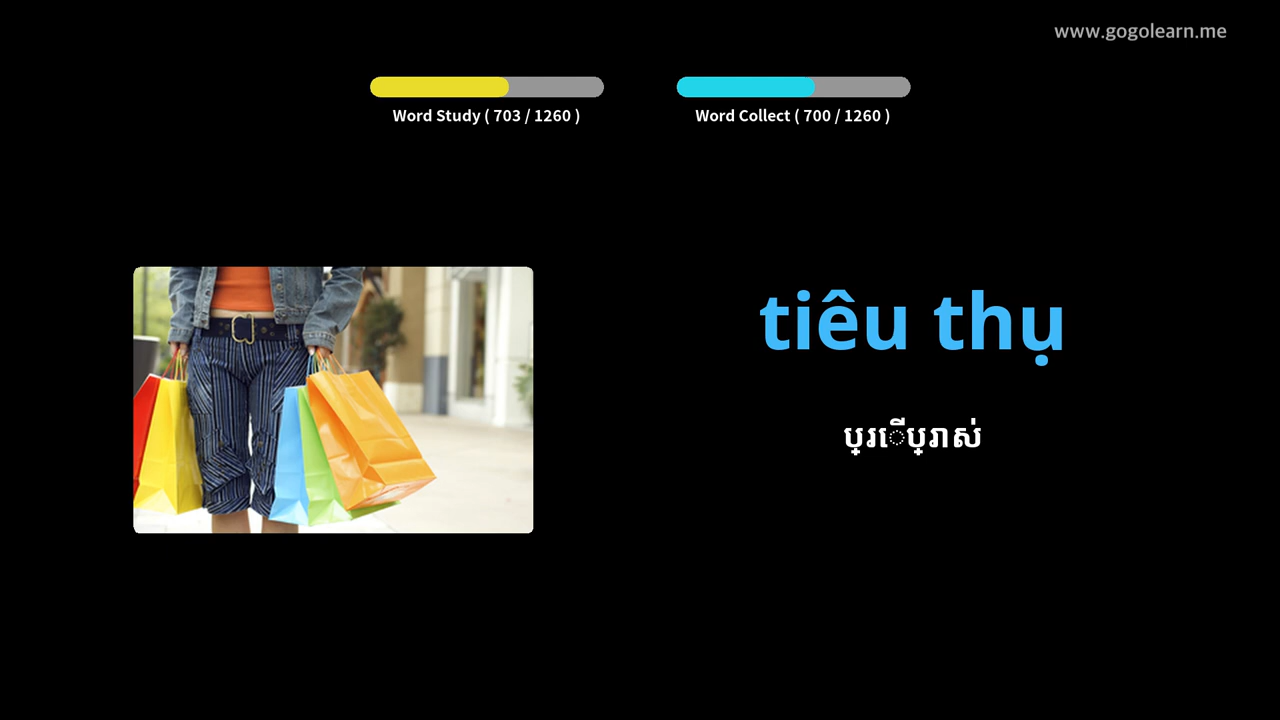 www.gogolearn.me
Word Study ( 703 / 1260 )
Word Collect ( 700 / 1260 )
tiêu thụ
ប្រើប្រាស់